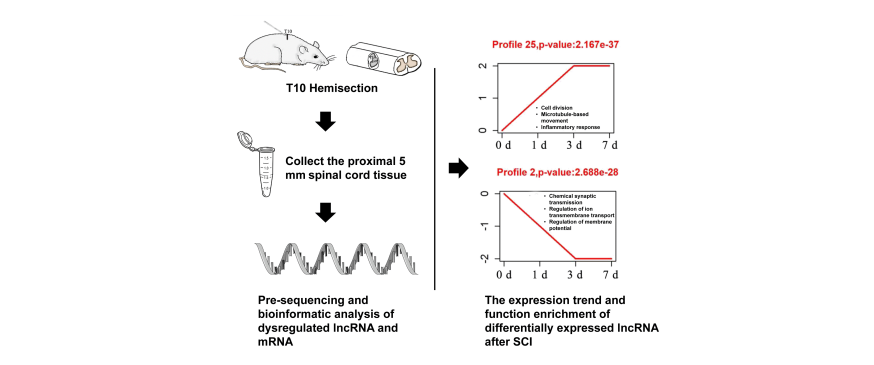 T10
T10 Hemisection
Collect the proximal 5
mm spinal cord tissue
Pre-sequencing and
bioinformatic analysis of
dysregulated lncRNA and
mRNA
Profile 25,p-value:2.167e-37
2
1
0
• Cell division
• Microtubule-based
movement
• Inflammatory response
0 d 1 d 3 d 7 d
Profile 2,p-value:2.688e-28
0
-1
-2
• Chemical synaptic
transmission
• Regulation of ion
transmembrane transport
• Regulation of membrane
potential
0 d 1 d 3 d 7 d
The expression trend and
function enrichment of
differentially expressed lncRNA
after SCI